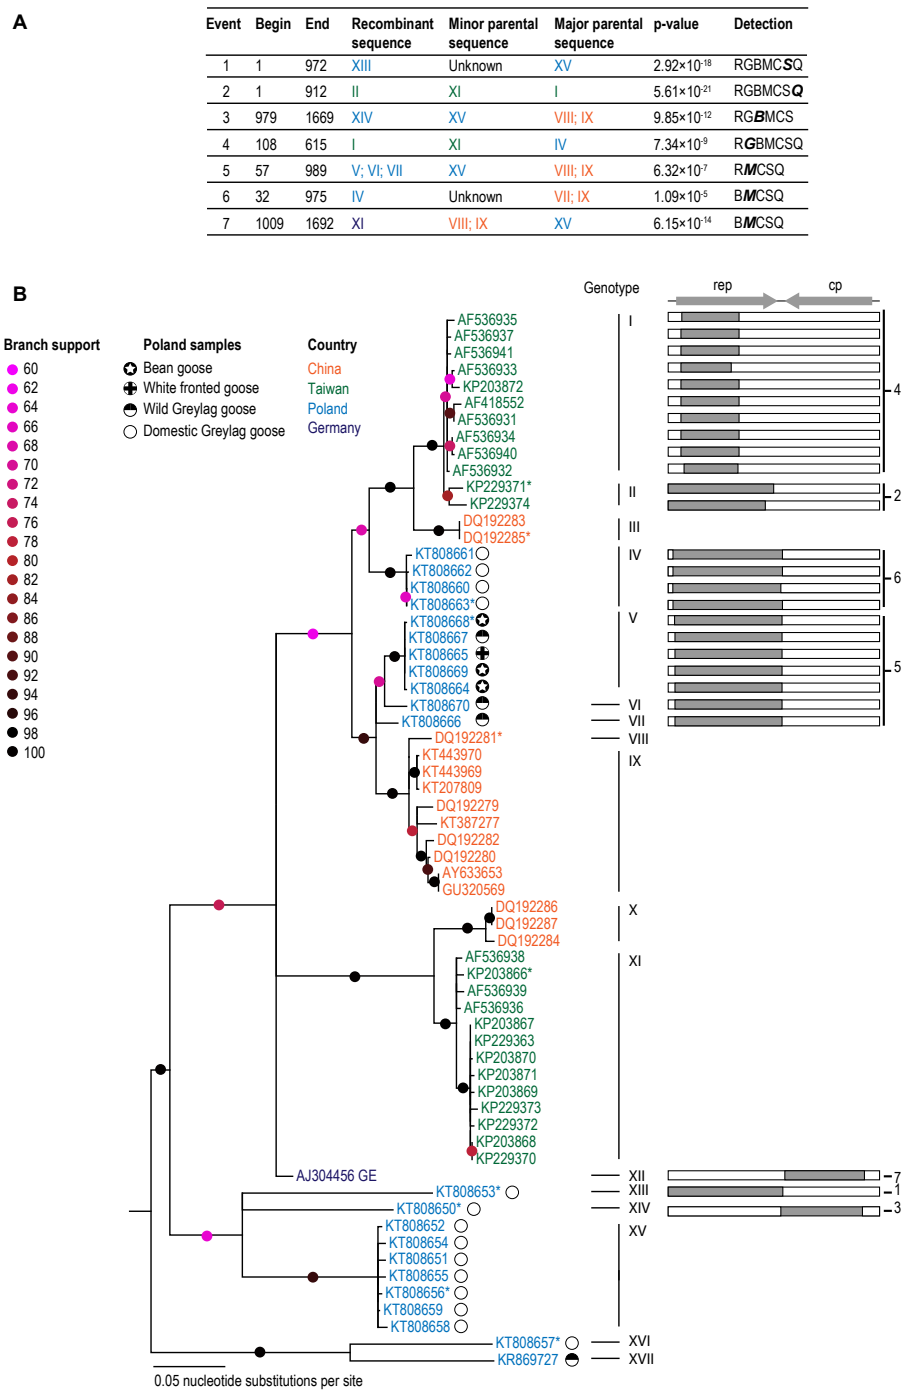 A
Event Begin End Recombinant sequence Minor parental sequence Major parental sequence p-value Detection
1 1 972 XIII Unknown XV 2.92×10-18 RGBMCSQ
2 1 912 II XI I 5.61×10-21 RGBMCSQ
3 979 1669 XIV XV VIII; IX 9.85×10-12 RGBMCS
4 108 615 I XI IV 7.34×10-9 RGBMCSQ
5 57 989 V; VI; VII XV VIII; IX 6.32×10-7 RMCSQ
6 32 975 IV Unknown VII; IX 1.09×10-5 BMCSQ
7 1009 1692 XI VIII; IX XV 6.15×10-14 BMCSQ
B
Genotype rep cp
Branch support
60
62
64
66
68
70
72
74
76
78
80
82
84
86
88
90
92
94
96
98
100
Poland samples
Bean goose
White fronted goose
Wild Greylag goose
Domestic Greylag goose
Country
China
Taiwan
Poland
Germany
AF536935 I
AF536937
AF536941
AF536933
KP203872 4
AF418552
AF536931
AF536934
AF536940
AF536932
KP229371* II
KP229374 2
DQ192283 III
DQ192285*
KT808661 IV
KT808662 6
KT808660
KT808663*
KT808668* V
KT808667
KT808665
KT808669 5
KT808664
KT808670 VI
KT808666 VII
DQ192281* VIII
KT443970 IX
KT443969
KT207809
DQ192279
KT387277
DQ192282
DQ192280
AY633653
GU320569
DQ192286 X
DQ192287
DQ192284
AF536938 XI
KP203866*
AF536939
AF536936
KP203867
KP229363
KP203870
KP203871
KP203869
KP229373
KP229372
KP203868
KP229370
AJ304456 GE XII 7
KT808653* XIII 1
KT808650* XIV 3
KT808652 XV
KT808654
KT808651
KT808655
KT808656*
KT808659
KT808658
KT808657* XVI
KR869727 XVII
0.05 nucleotide substitutions per site